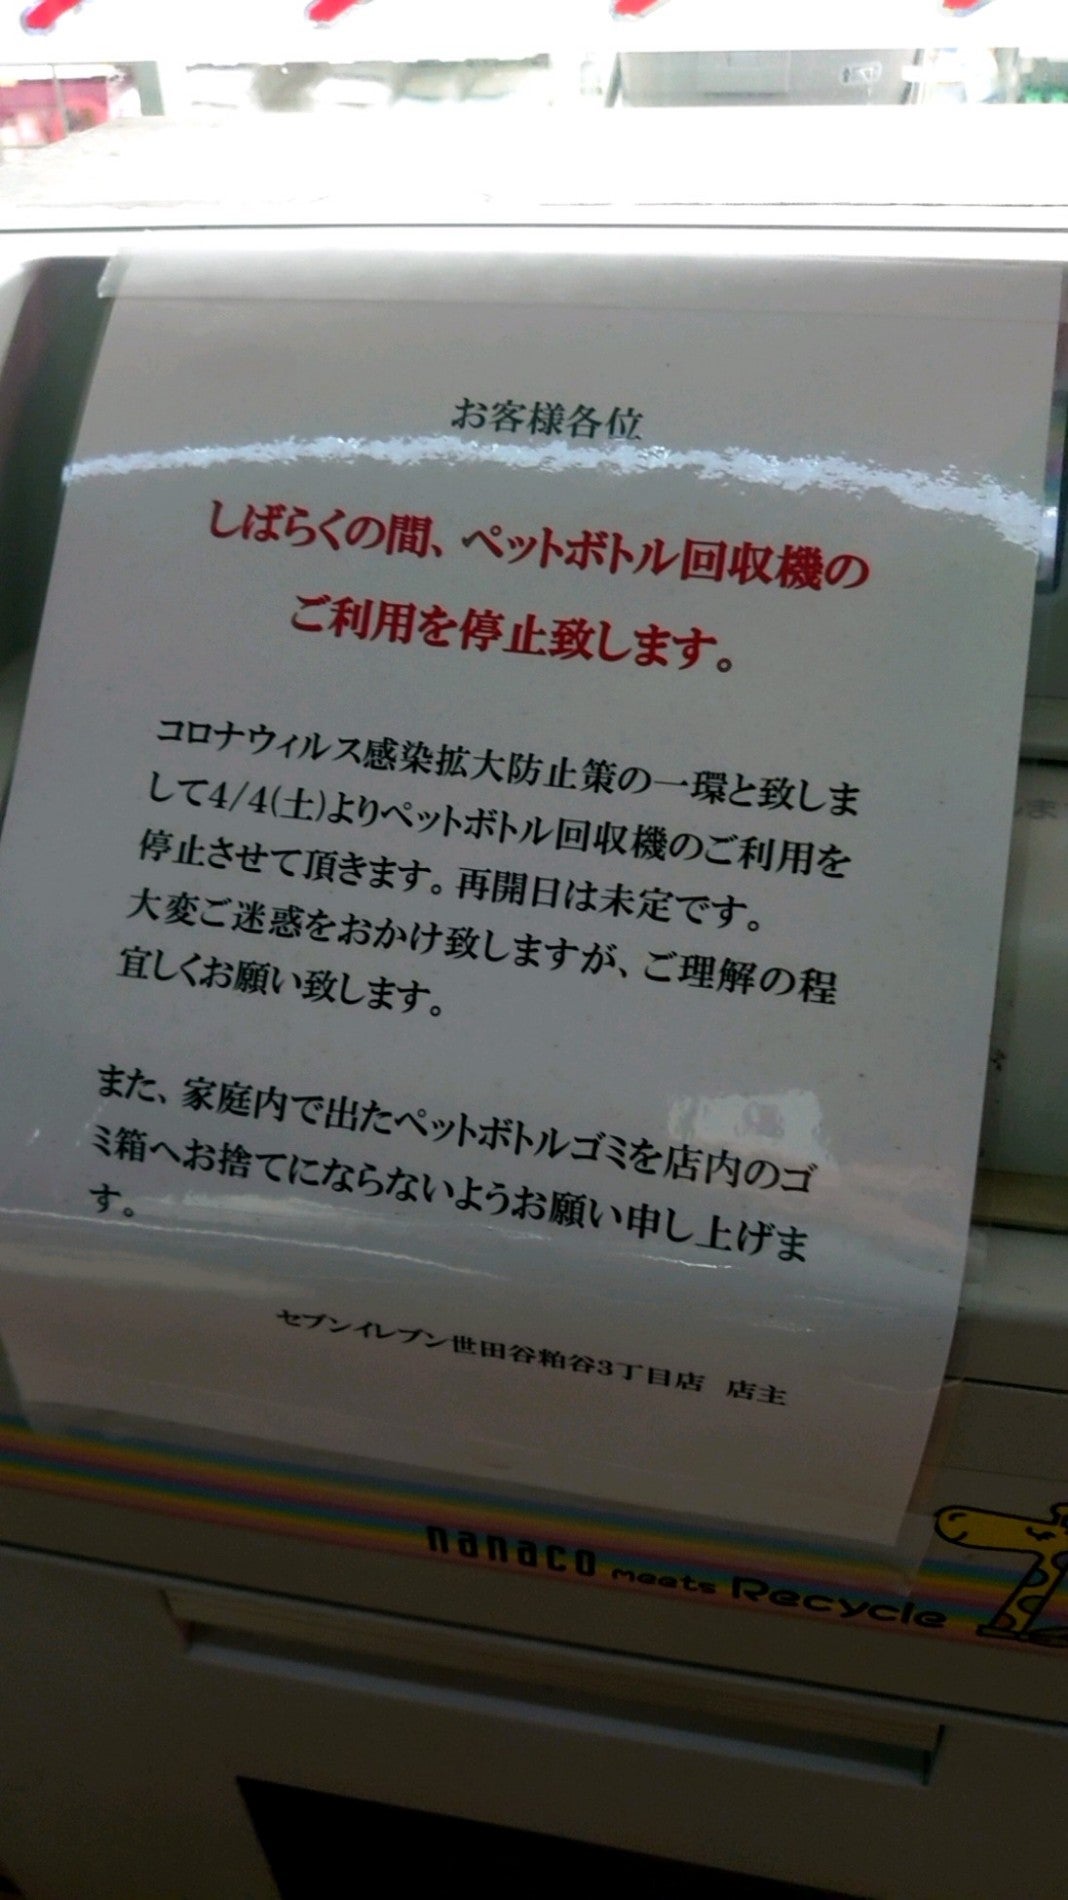 お客様各位
しばらくの間、ペットボトル回収機の
ご利用を停止致します。
コロナウィルス感染拡大防止策の一環と致しま
して4/4(土)よりペットボトル回収機のご利用を
停止させて頂きます。再開日は未定です。
大変ご迷惑をおかけ致しますが、ご理解の程
宜しくお願い致します。
また、家庭内で出たペットボトルゴミを店内のゴ
ミ箱へお捨てにならないようお願い申し上げま
す。
セブンイレブン世田谷粕谷3丁目店 店主
nanaco meets Recycle